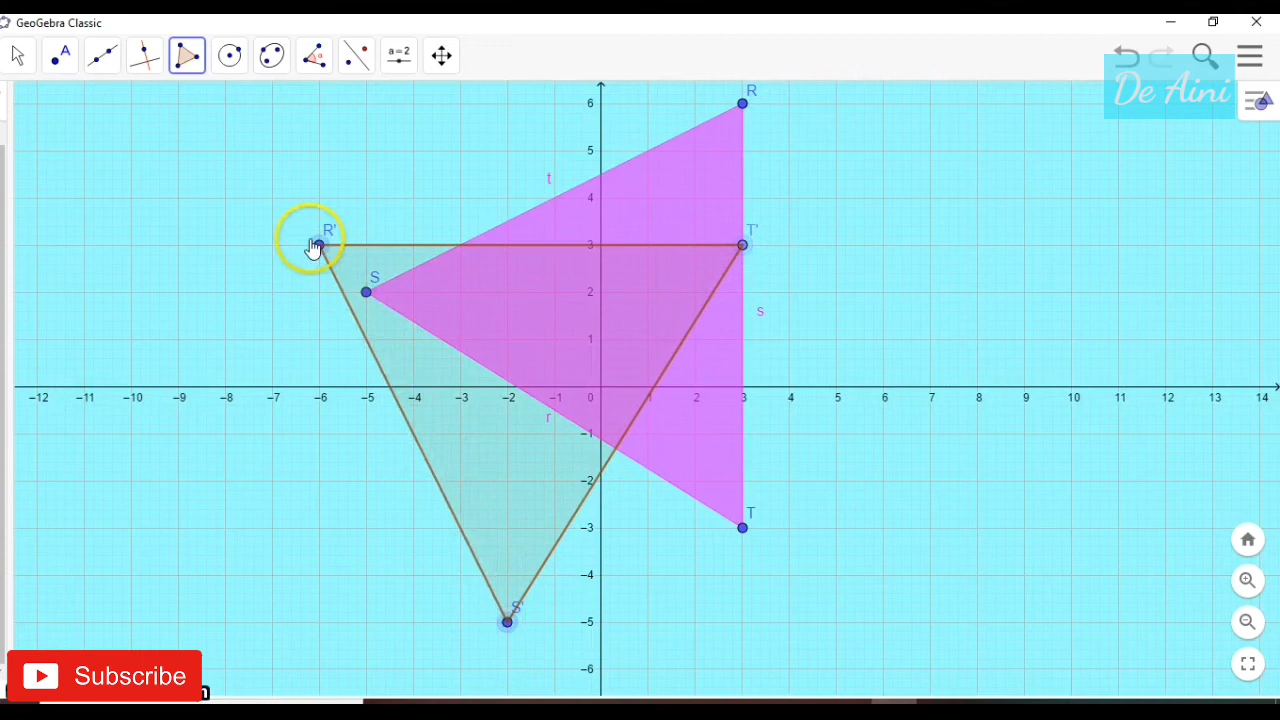 GeoGebra Classic
A
α
a=2
De Aini
R
6
5
t
4
R'
T'
3
S
2
s
1
−12 −11 −10 −9 −8 −7 −6 −5 −4 −3 −2 −1 0 1 2 3 4 5 6 7 8 9 10 11 12 13 14
r
−1
−2
T
−3
−4
S'
−5
−6
Subscribe